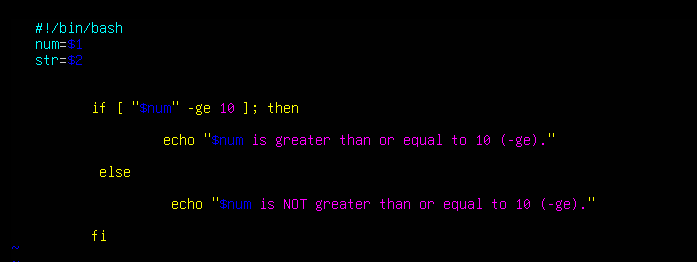 #!/bin/bash
num=$1
str=$2
if [ "$num" -ge 10 ]; then
echo "$num is greater than or equal to 10 (-ge)."
else
echo "$num is NOT greater than or equal to 10 (-ge)."
fi
~